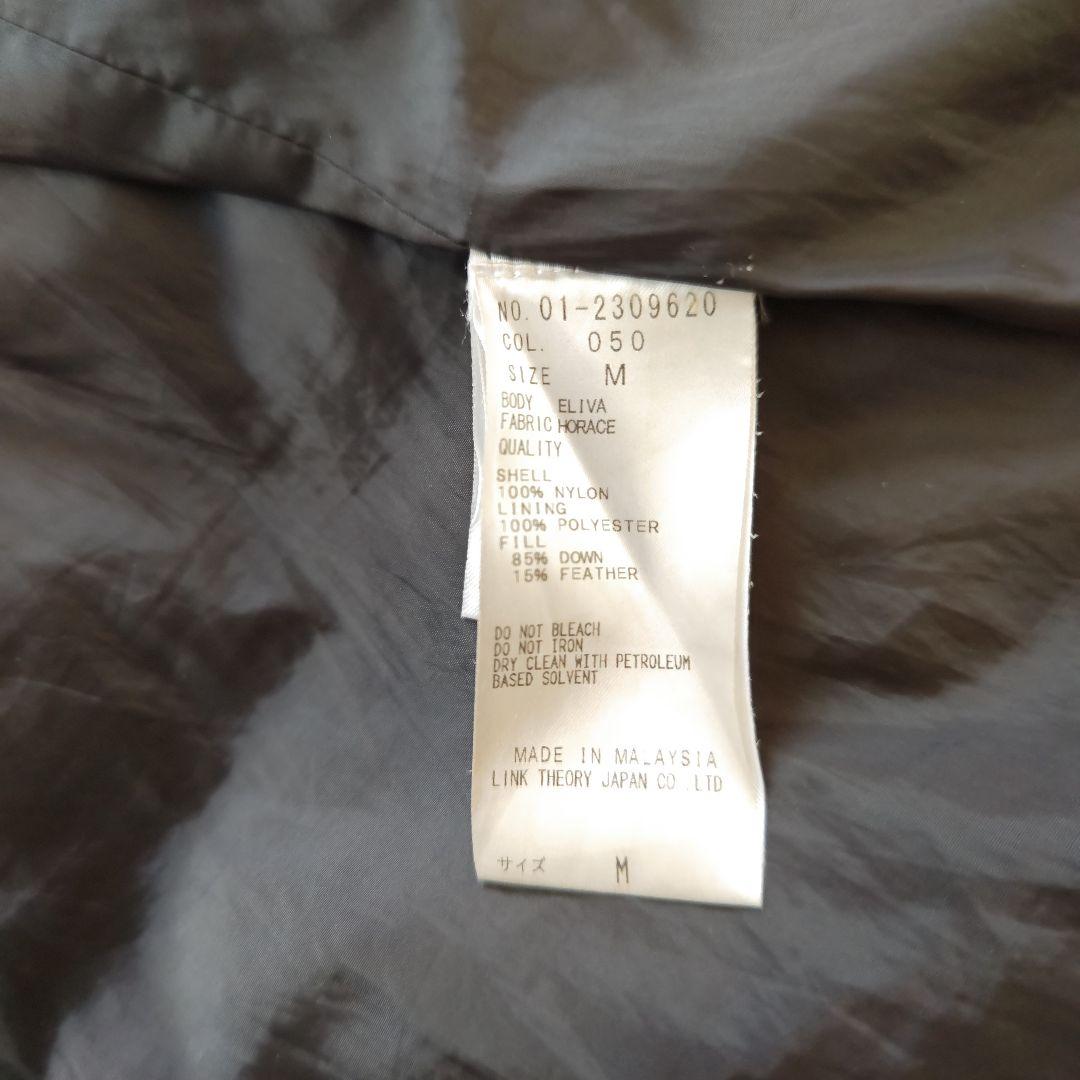 NO. 01-2309620
COL. 050
SIZE M
BODY ELIVA
FABRIC HORACE
QUALITY
SHELL
100% NYLON
LINING
100% POLYESTER
FILL
85% DOWN
15% FEATHER
DO NOT BLEACH
DO NOT IRON
DRY CLEAN WITH PETROLEUM
BASED SOLVENT
MADE IN MALAYSIA
LINK THEORY JAPAN CO.,LTD
サイズ M